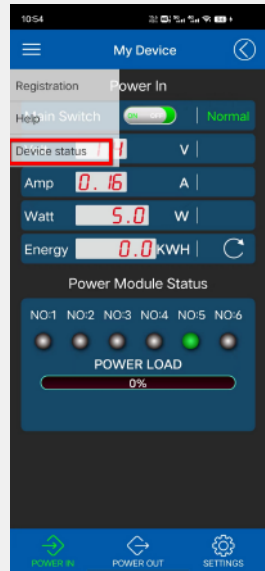 10:54
My Device
Registration
Power In
Help
Main Switch
ON
Normal
Device status
V
Amp
0.16
A
Watt
5.0
W
Energy
0.0
KWH
Power Module Status
NO:1 NO:2 NO:3 NO:4 NO:5 NO:6
POWER LOAD
0%
POWER IN
POWER OUT
SETTINGS